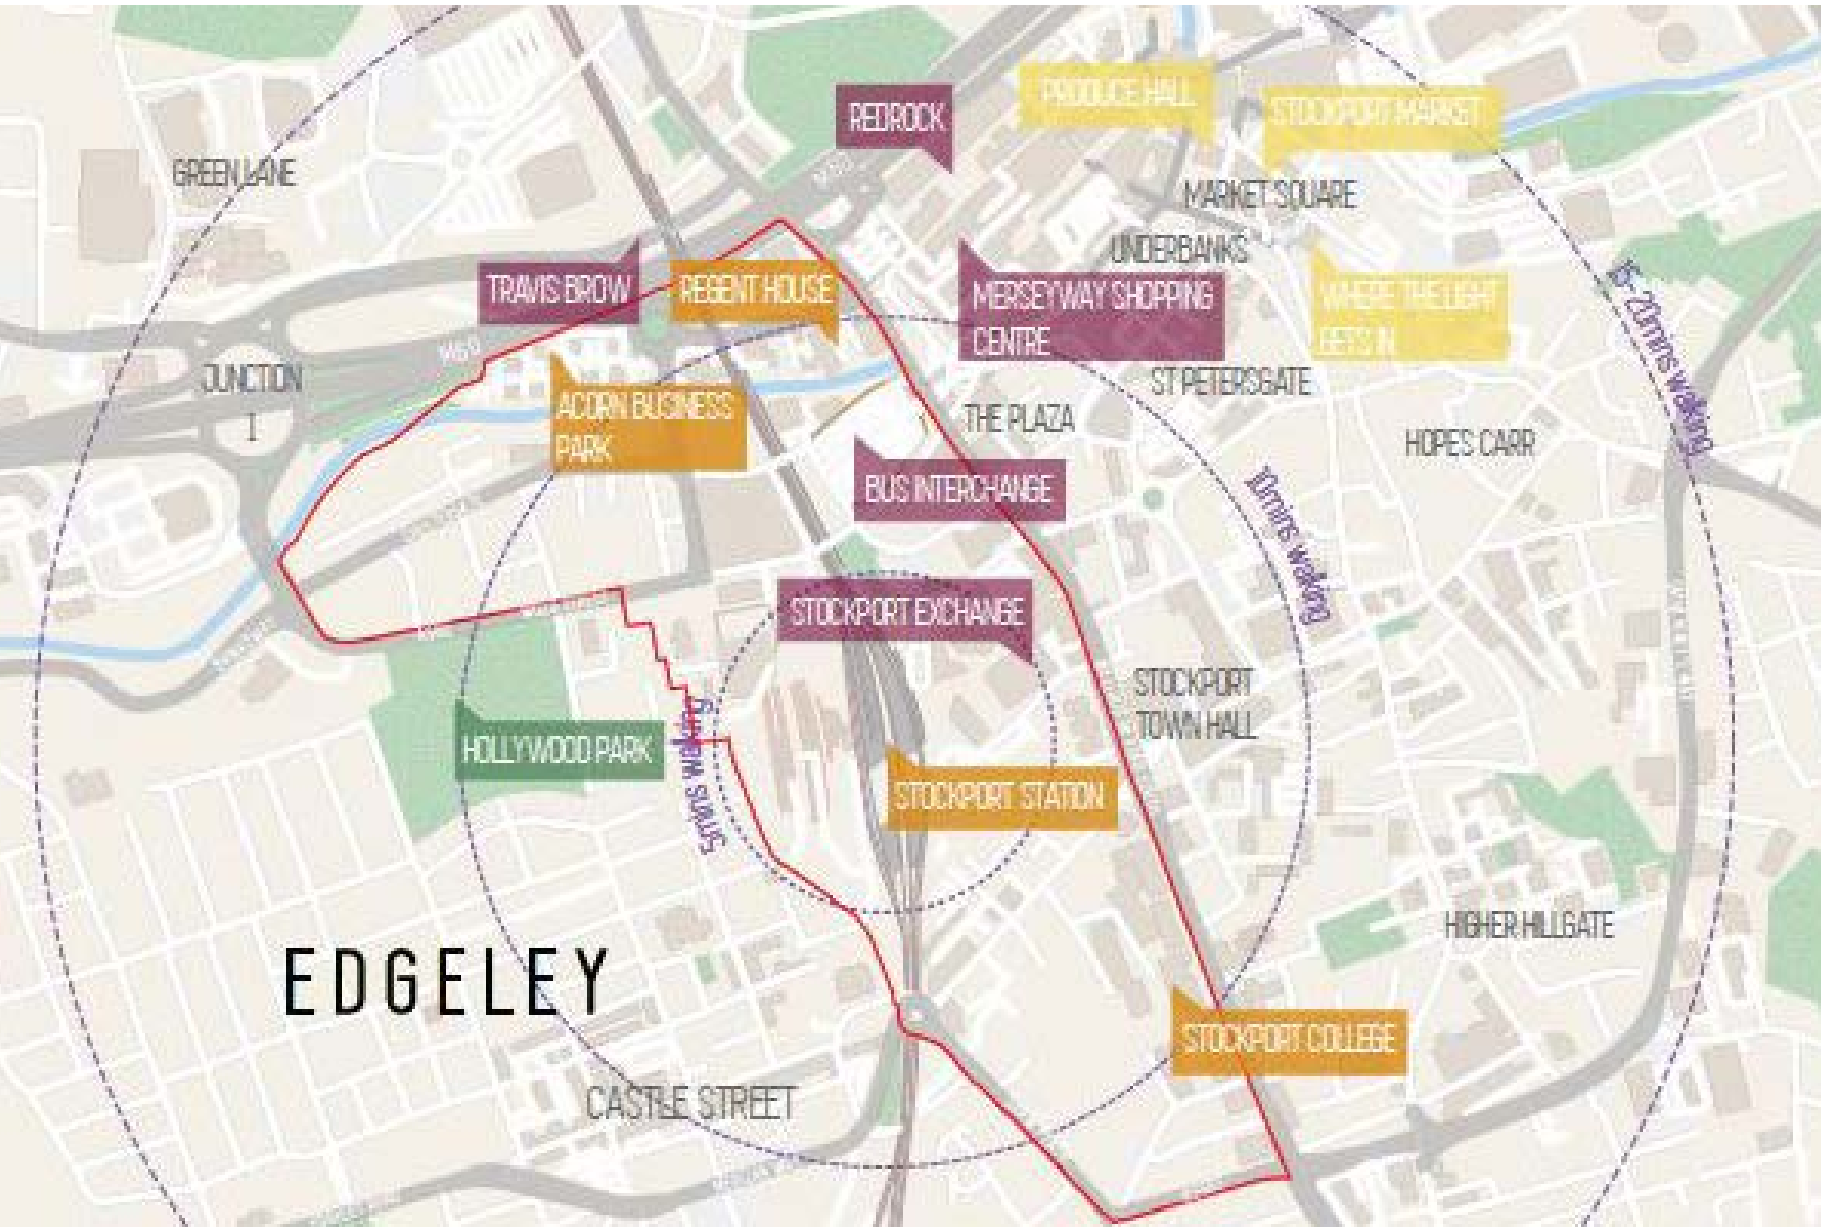 PRODUCE HALL
REDROCK
STOCKPORT MARKET
GREEN LANE
MARKET SQUARE
UNDERBANKS
TRAVIS BROW
REGENT HOUSE
MERSEYWAY SHOPPING
CENTRE
WHERE THE LIGHT
GETS IN
15-20mins walking
M60
JUNCTION
1
ST PETERSGATE
ACORN BUSINESS
PARK
THE PLAZA
HOPES CARR
BUS INTERCHANGE
10mins walking
STOCKPORT EXCHANGE
STOCKPORT
TOWN HALL
HOLLYWOOD PARK
5mins walking
STOCKPORT STATION
HIGHER HILLGATE
EDGELEY
STOCKPORT COLLEGE
CASTLE STREET